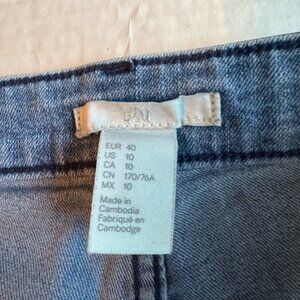 EUR 40
US 10
CA 10
CN 170/76A
MX 10
Made in
Cambodia
Fabriqué en
Cambodge